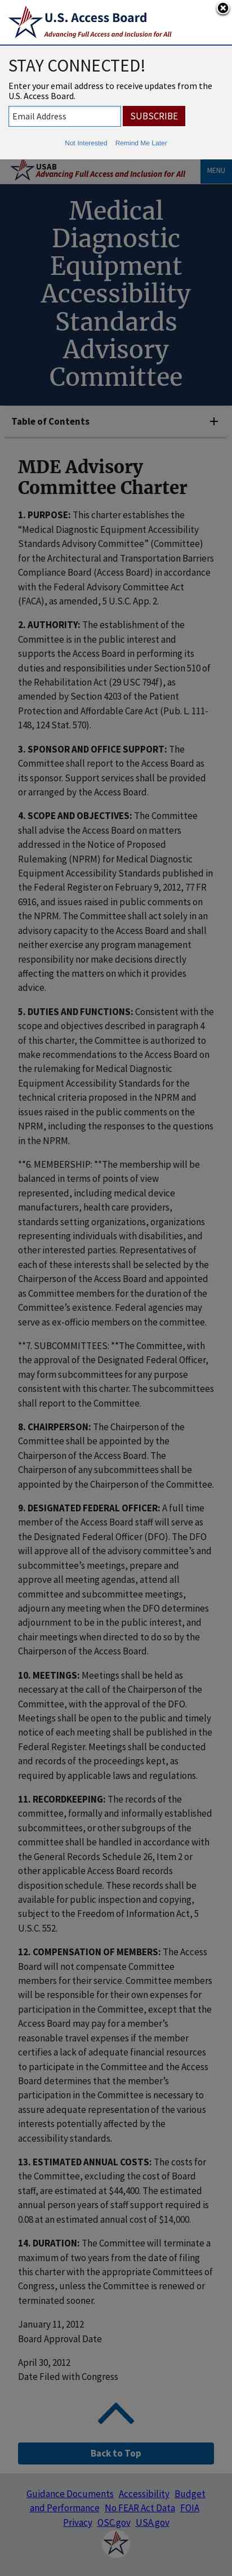 U.S. Access Board
Advancing Full Access and Inclusion for All
STAY CONNECTED!
Enter your email address to receive updates from the
U.S. Access Board.
Email Address
SUBSCRIBE
Not Interested Remind Me Later
USAB
Advancing Full Access and Inclusion for All
MENU
Medical
Diagnostic
Equipment
Accessibility
Standards
Advisory
Committee
Table of Contents +
MDE Advisory
Committee Charter
1. PURPOSE: This charter establishes the
“Medical Diagnostic Equipment Accessibility
Standards Advisory Committee” (Committee)
for the Architectural and Transportation Barriers
Compliance Board (Access Board) in accordance
with the Federal Advisory Committee Act
(FACA), as amended, 5 U.S.C. App. 2.
2. AUTHORITY: The establishment of the
Committee is in the public interest and
supports the Access Board in performing its
duties and responsibilities under Section 510 of
the Rehabilitation Act (29 USC 794f), as
amended by Section 4203 of the Patient
Protection and Affordable Care Act (Pub. L. 111-
148, 124 Stat. 570).
3. SPONSOR AND OFFICE SUPPORT: The
Committee shall report to the Access Board as
its sponsor. Support services shall be provided
or arranged by the Access Board.
4. SCOPE AND OBJECTIVES: The Committee
shall advise the Access Board on matters
addressed in the Notice of Proposed
Rulemaking (NPRM) for Medical Diagnostic
Equipment Accessibility Standards published in
the Federal Register on February 9, 2012, 77 FR
6916, and issues raised in public comments on
the NPRM. The Committee shall act solely in an
advisory capacity to the Access Board and shall
neither exercise any program management
responsibility nor make decisions directly
affecting the matters on which it provides
advice.
5. DUTIES AND FUNCTIONS: Consistent with the
scope and objectives described in paragraph 4
of this charter, the Committee is authorized to
make recommendations to the Access Board on
the rulemaking for Medical Diagnostic
Equipment Accessibility Standards for the
technical criteria proposed in the NPRM and
issues raised in the public comments on the
NPRM, including the responses to the questions
in the NPRM.
**6. MEMBERSHIP: **The membership will be
balanced in terms of points of view
represented, including medical device
manufacturers, health care providers,
standards setting organizations, organizations
representing individuals with disabilities, and
other interested parties. Representatives of
each of these interests shall be selected by the
Chairperson of the Access Board and appointed
as Committee members for the duration of the
Committee’s existence. Federal agencies may
serve as ex-officio members on the committee.
**7. SUBCOMMITTEES: **The Committee, with
the approval of the Designated Federal Officer,
may form subcommittees for any purpose
consistent with this charter. The subcommittees
shall report to the Committee.
8. CHAIRPERSON: The Chairperson of the
Committee shall be appointed by the
Chairperson of the Access Board. The
Chairperson of any subcommittees shall be
appointed by the Chairperson of the Committee.
9. DESIGNATED FEDERAL OFFICER: A full time
member of the Access Board staff will serve as
the Designated Federal Officer (DFO). The DFO
will approve all of the advisory committee’s and
subcommittee’s meetings, prepare and
approve all meeting agendas, attend all
committee and subcommittee meetings,
adjourn any meeting when the DFO determines
adjournment to be in the public interest, and
chair meetings when directed to do so by the
Chairperson of the Access Board.
10. MEETINGS: Meetings shall be held as
necessary at the call of the Chairperson of the
Committee, with the approval of the DFO.
Meetings shall be open to the public and timely
notice of each meeting shall be published in the
Federal Register. Meetings shall be conducted
and records of the proceedings kept, as
required by applicable laws and regulations.
11. RECORDKEEPING: The records of the
committee, formally and informally established
subcommittees, or other subgroups of the
committee shall be handled in accordance with
General Records Schedule 26, Item 2 or
other applicable Access Board records
disposition schedule. These records shall be
available for public inspection and copying,
subject to the Freedom of Information Act, 5
U.S.C. 552.
12. COMPENSATION OF MEMBERS: The Access
Board will not compensate Committee
members for their service. Committee members
will be responsible for their own expenses for
participation in the Committee, except that the
Access Board may pay for a member’s
reasonable travel expenses if the member
certifies a lack of adequate financial resources
to participate in the Committee and the Access
Board determines that the member’s
participation in the Committee is necessary to
assure adequate representation of the various
interests potentially affected by the
accessibility standards.
13. ESTIMATED ANNUAL COSTS: The costs for
the Committee, excluding the cost of Board
staff, are estimated at $44,400. The estimated
annual person years of staff support required is
0.08 at an estimated annual cost of $14,000.
14. DURATION: The Committee will terminate a
maximum of two years from the date of filing
this charter with the appropriate Committees of
Congress, unless the Committee is renewed or
terminated sooner.
January 11, 2012
Board Approval Date
April 30, 2012
Date Filed with Congress
Back to Top
Guidance Documents Accessibility Budget
and Performance No FEAR Act Data FOIA
Privacy OSC.gov USA.gov